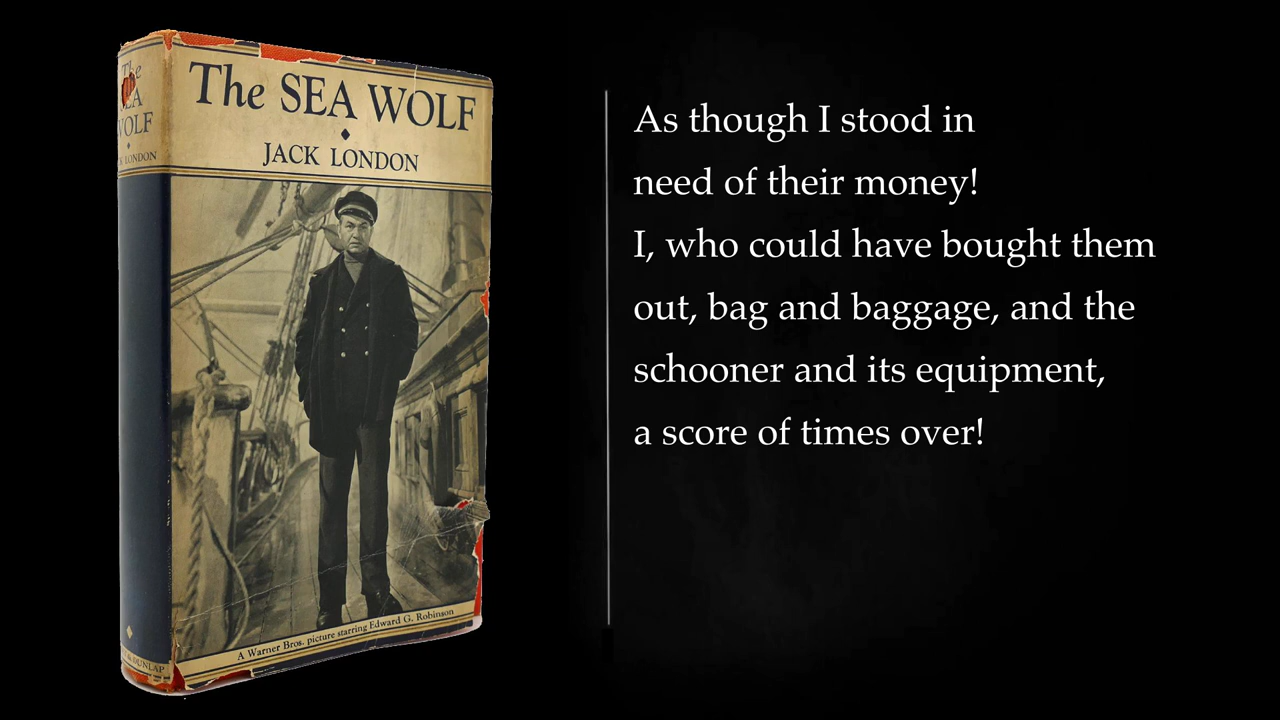 The SEA WOLF
JACK LONDON
The
SEA
WOLF
LONDON
A Warner Bros. picture starring Edward G. Robinson
DUNLAP
As though I stood in
need of their money!
I, who could have bought them
out, bag and baggage, and the
schooner and its equipment,
a score of times over!